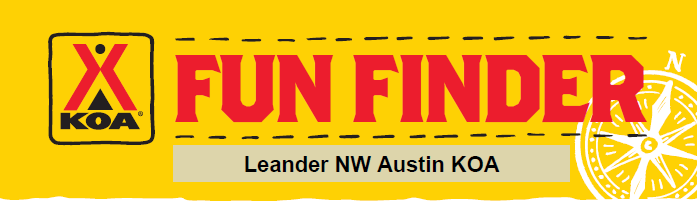 FUN FINDER
N
KOA®
Leander NW Austin KOA